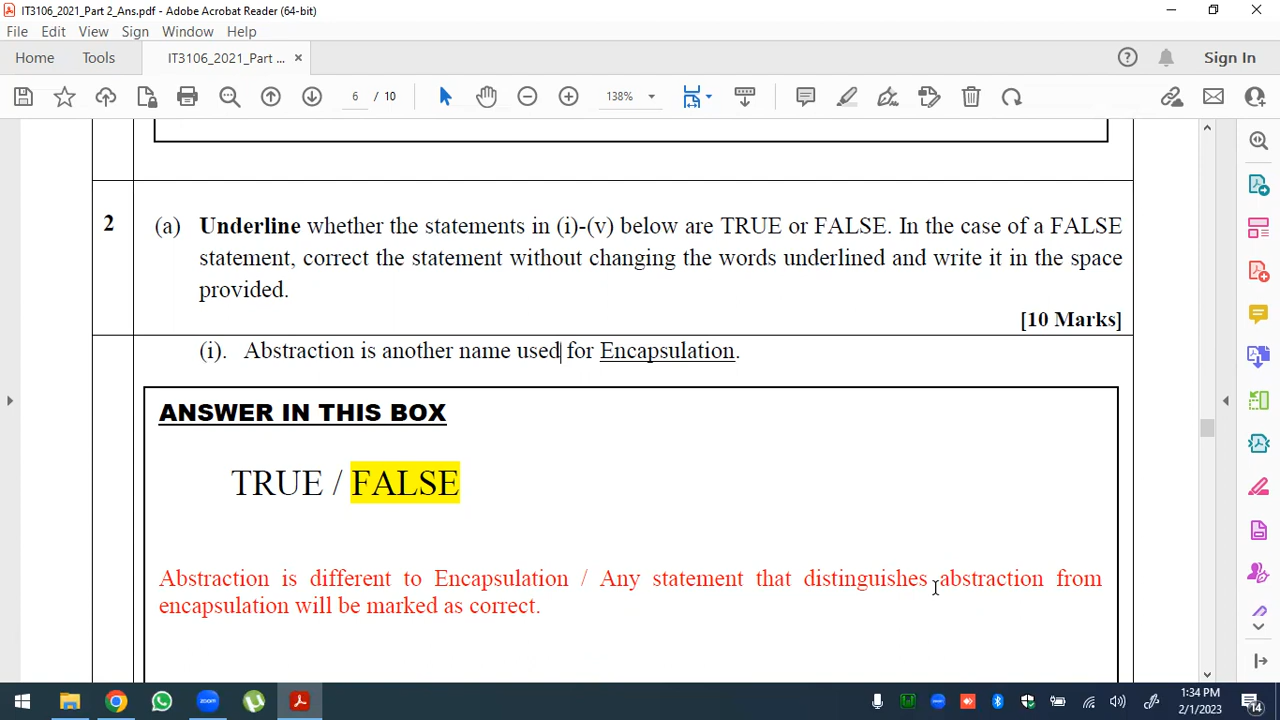 IT3106_2021_Part 2_Ans.pdf - Adobe Acrobat Reader (64-bit)
File Edit View Sign Window Help
Home Tools IT3106_2021_Part ... × Sign In
6 / 10 138%
2 (a) Underline whether the statements in (i)-(v) below are TRUE or FALSE. In the case of a FALSE
statement, correct the statement without changing the words underlined and write it in the space
provided.
[10 Marks]
(i). Abstraction is another name used for Encapsulation.
ANSWER IN THIS BOX
TRUE / FALSE
Abstraction is different to Encapsulation / Any statement that distinguishes abstraction from
encapsulation will be marked as correct.
zoom
1:34 PM
2/1/2023
14